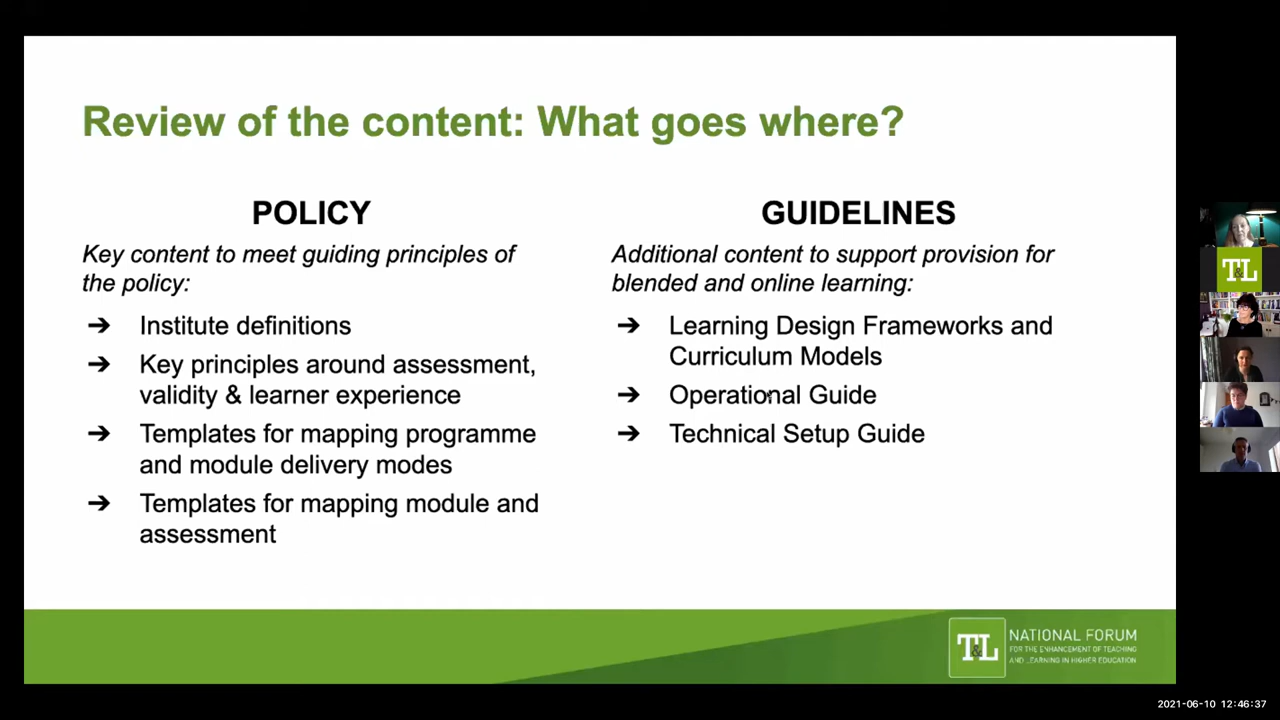 Review of the content: What goes where?
POLICY
Key content to meet guiding principles of
the policy:
➔ Institute definitions
➔ Key principles around assessment,
validity & learner experience
➔ Templates for mapping programme
and module delivery modes
➔ Templates for mapping module and
assessment
GUIDELINES
Additional content to support provision for
blended and online learning:
➔ Learning Design Frameworks and
Curriculum Models
➔ Operational Guide
➔ Technical Setup Guide
T&L
T&L
NATIONAL FORUM
FOR THE ENHANCEMENT OF TEACHING
AND LEARNING IN HIGHER EDUCATION
2021-06-10 12:46:37